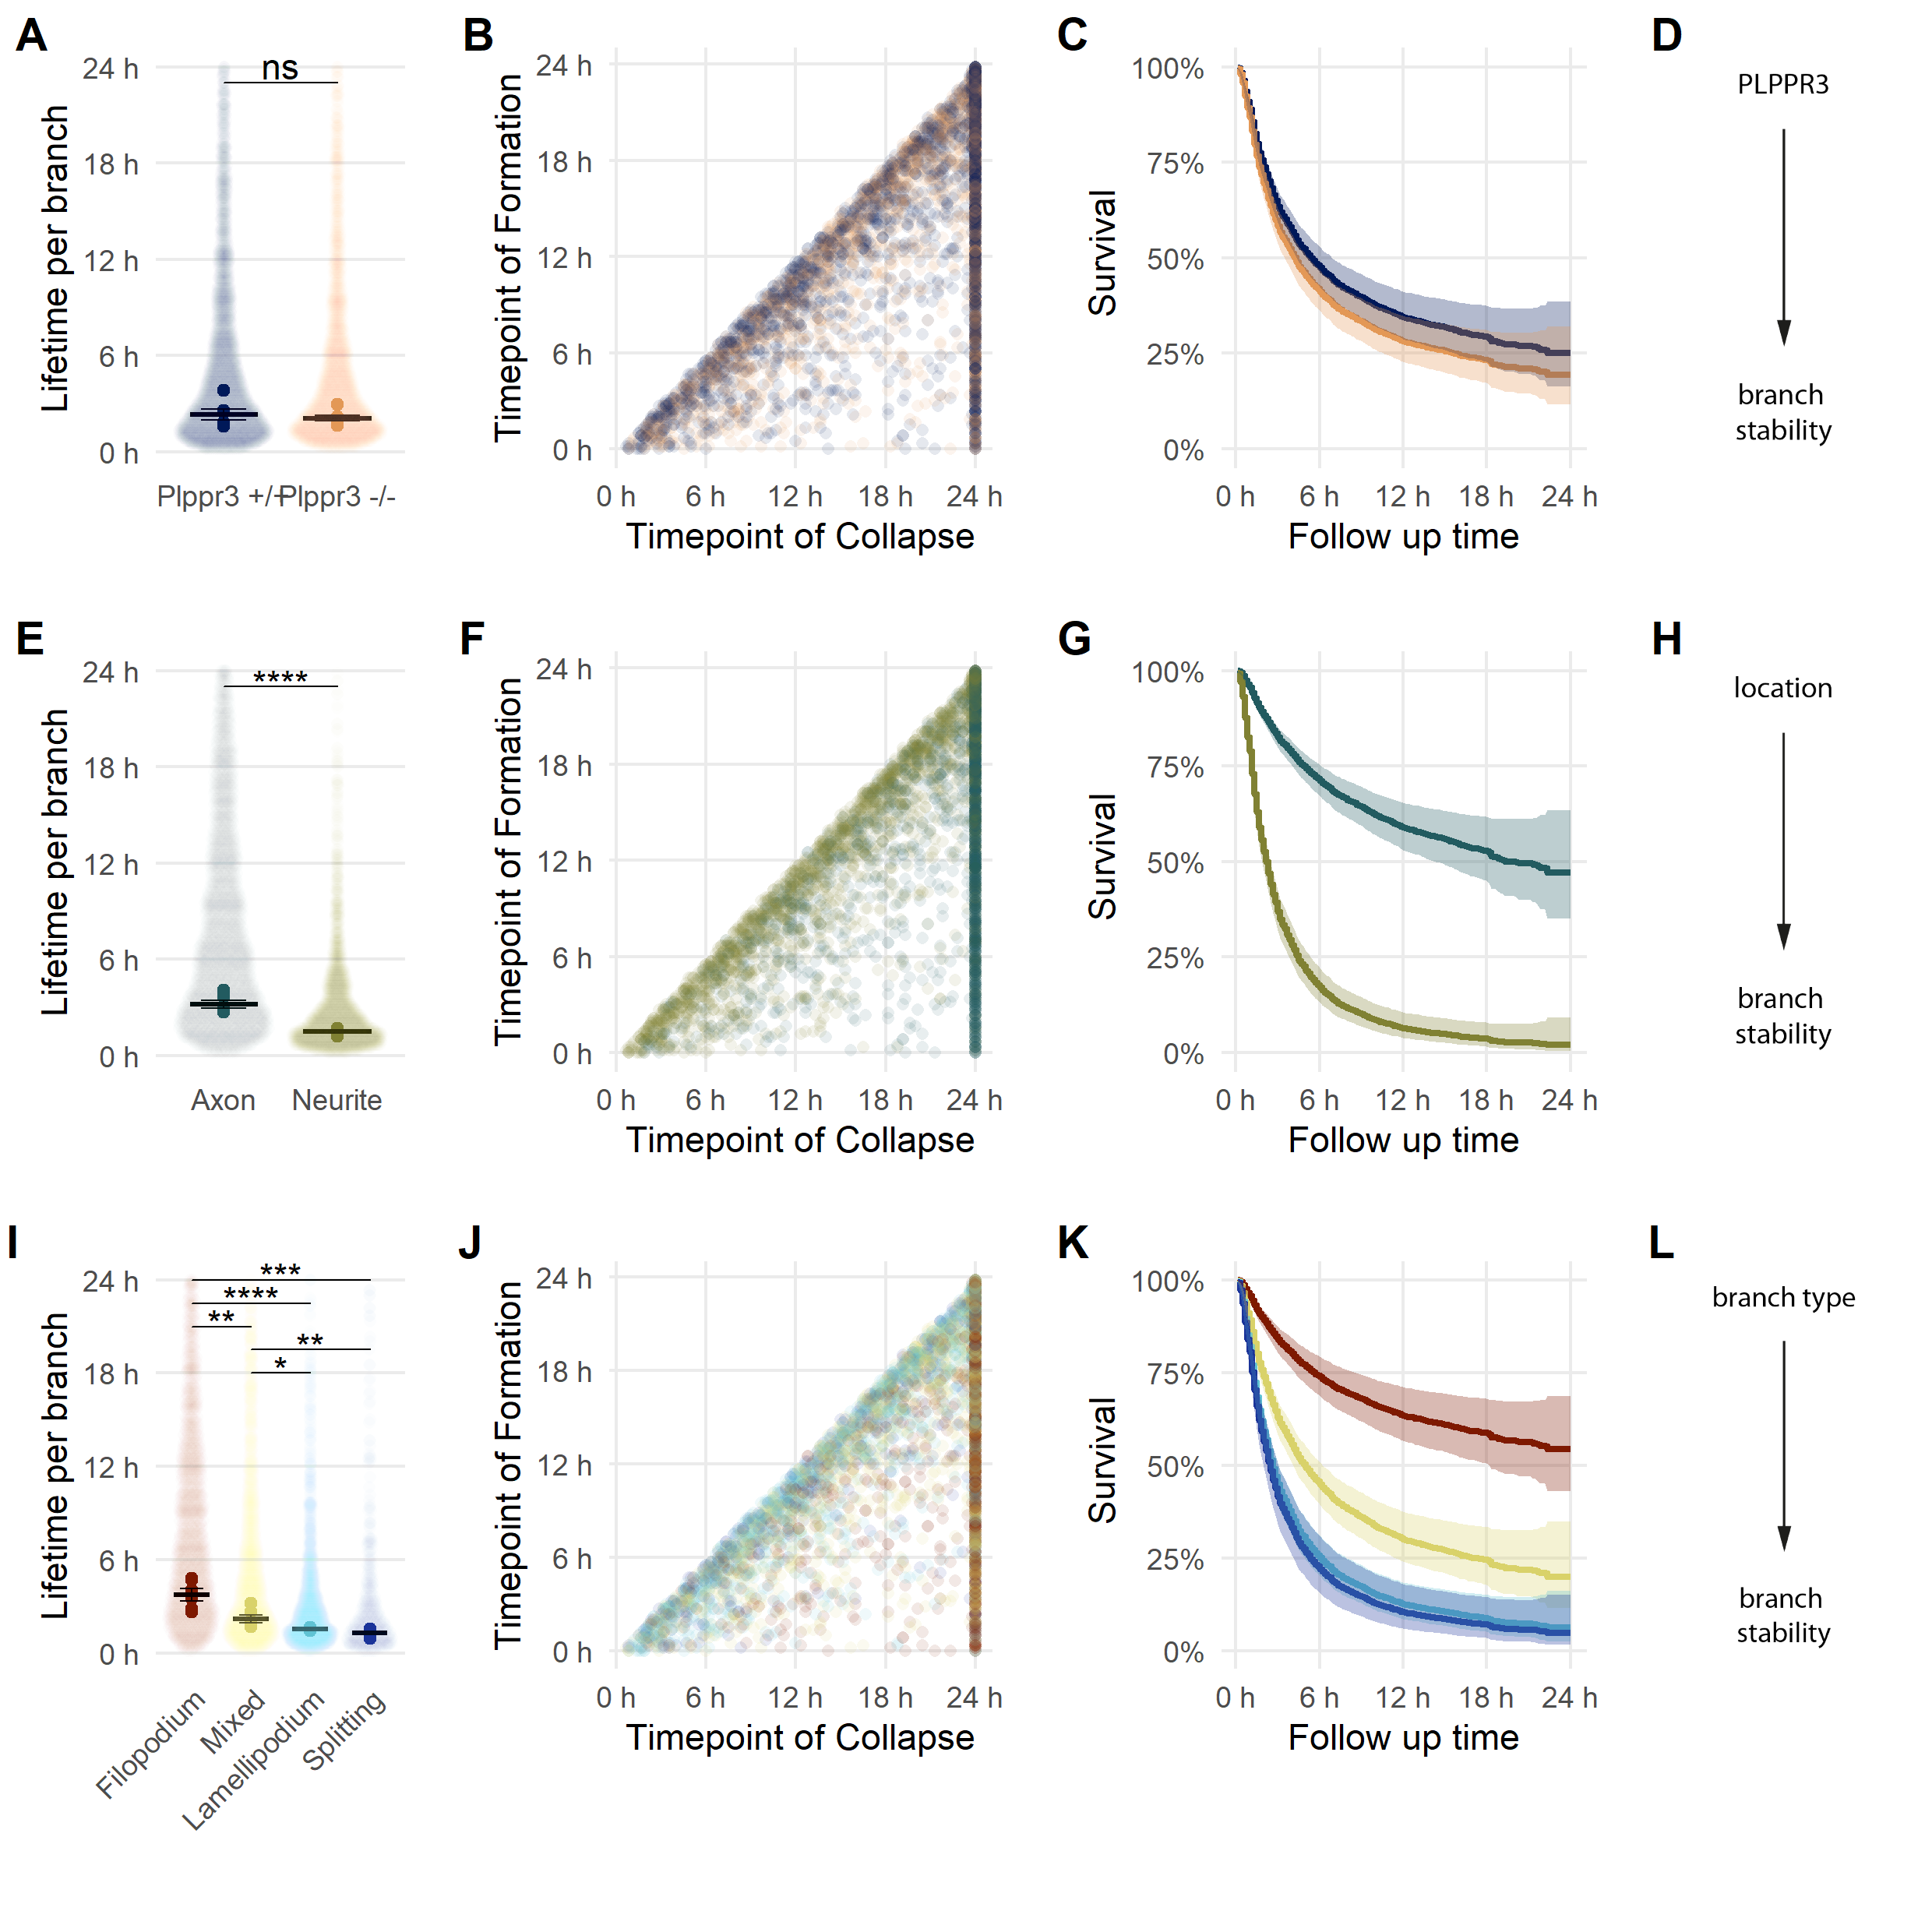 A
24 h
18 h
12 h
6 h
0 h
Lifetime per branch
ns
Plppr3 +/+
Plppr3 -/-
B
24 h
18 h
12 h
6 h
0 h
Timepoint of Formation
0 h 6 h 12 h 18 h 24 h
Timepoint of Collapse
C
100%
75%
50%
25%
0%
Survival
0 h 6 h 12 h 18 h 24 h
Follow up time
D
PLPPR3
branch
stability
E
24 h
18 h
12 h
6 h
0 h
Lifetime per branch
****
Axon Neurite
F
24 h
18 h
12 h
6 h
0 h
Timepoint of Formation
0 h 6 h 12 h 18 h 24 h
Timepoint of Collapse
G
100%
75%
50%
25%
0%
Survival
0 h 6 h 12 h 18 h 24 h
Follow up time
H
location
branch
stability
I
24 h
18 h
12 h
6 h
0 h
Lifetime per branch
***
****
**
**
*
Filopodium
Mixed
Lamellipodium
Splitting
J
24 h
18 h
12 h
6 h
0 h
Timepoint of Formation
0 h 6 h 12 h 18 h 24 h
Timepoint of Collapse
K
100%
75%
50%
25%
0%
Survival
0 h 6 h 12 h 18 h 24 h
Follow up time
L
branch type
branch
stability